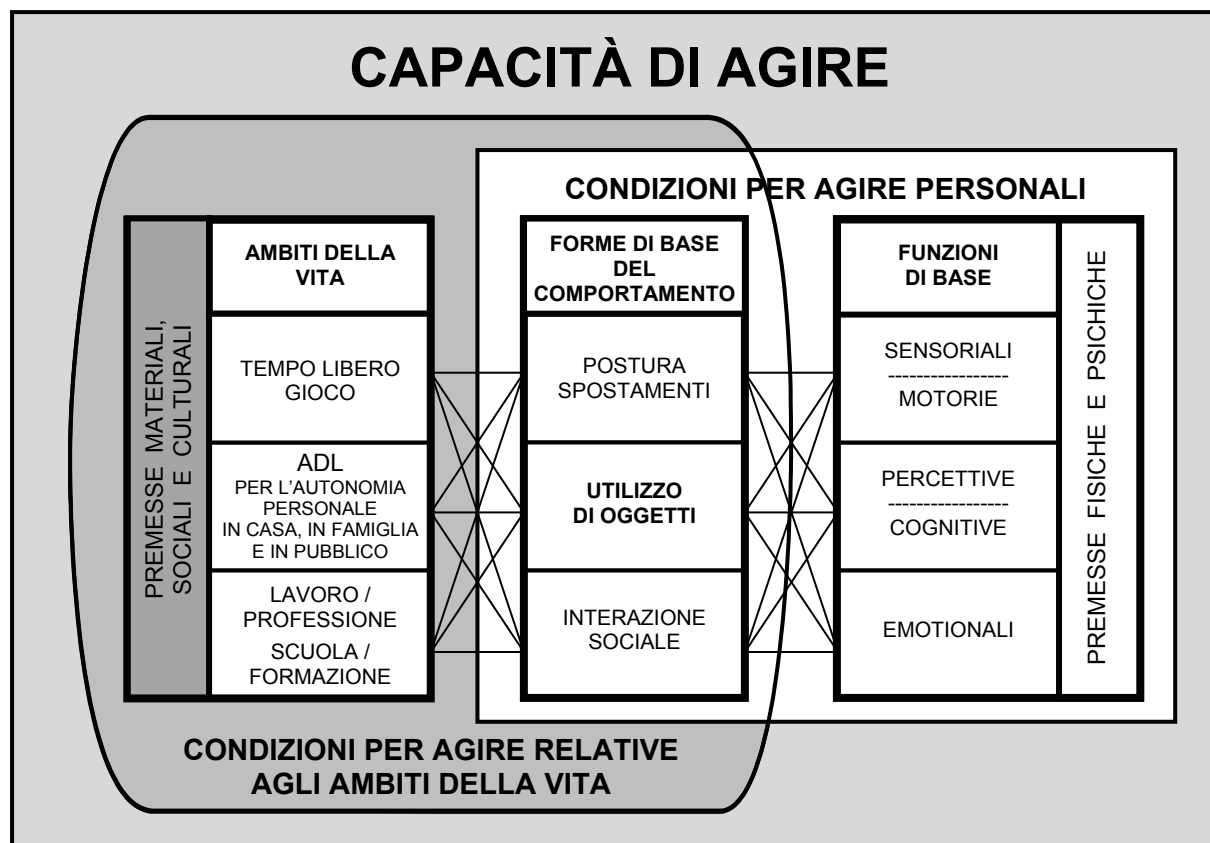 CAPACITÀ DI AGIRE
CONDIZIONI PER AGIRE PERSONALI
PREMESSE MATERIALI,
SOCIALI E CULTURALI
AMBITI DELLA
VITA
TEMPO LIBERO
GIOCO
ADL
PER L'AUTONOMIA
PERSONALE
IN CASA, IN FAMIGLIA
E IN PUBBLICO
LAVORO /
PROFESSIONE
SCUOLA /
FORMAZIONE
FORME DI BASE
DEL
COMPORTAMENTO
POSTURA
SPOSTAMENTI
UTILIZZO
DI OGGETTI
INTERAZIONE
SOCIALE
FUNZIONI
DI BASE
SENSORIALI
-----------------
MOTORIE
PERCETTIVE
-----------------
COGNITIVE
EMOTIONALI
PREMESSE FISICHE E PSICHICHE
CONDIZIONI PER AGIRE RELATIVE
AGLI AMBITI DELLA VITA